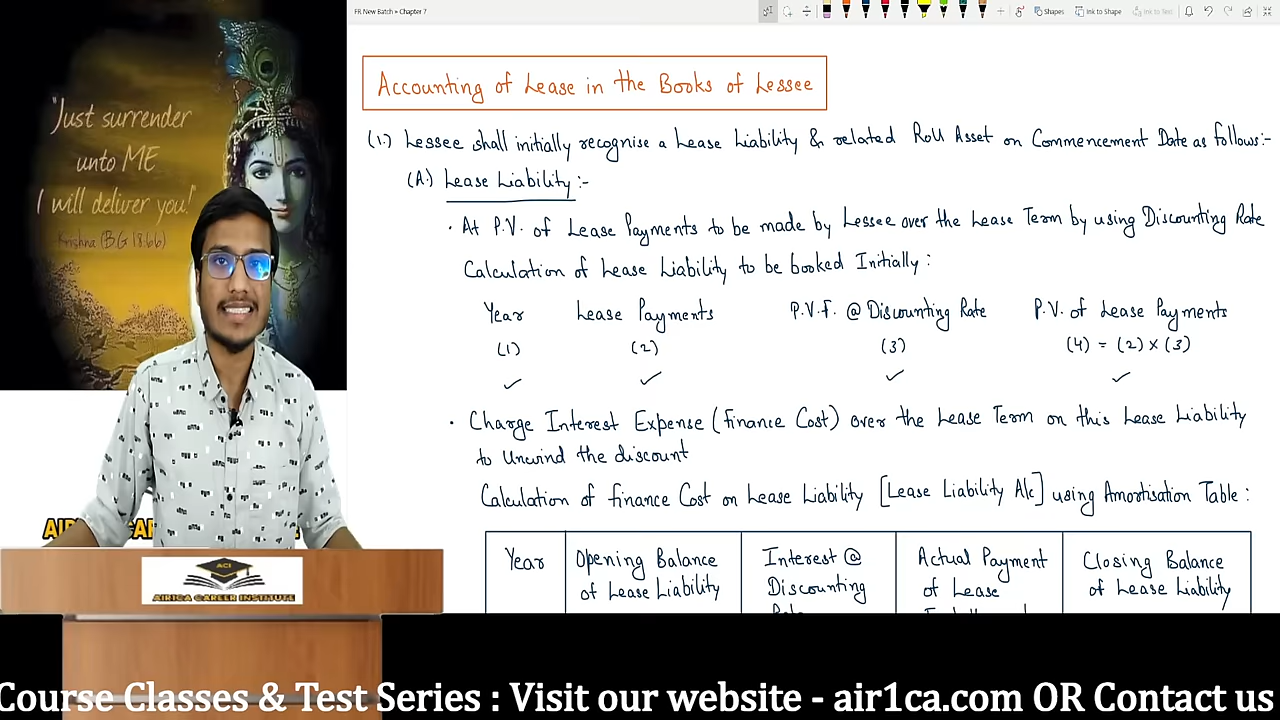 FR New Batch » Chapter 7
Shapes
Ink to Shape
Ink to Text
"Just surrender
unto ME
I will deliver you!"
- Krishna (BG 18:66)
Accounting of Lease in the Books of Lessee
(1.) Lessee shall initially recognise a Lease Liability & related RoU Asset on Commencement Date as follows:-
(A) Lease Liability :-
· At P.V. of Lease Payments to be made by Lessee over the Lease Term by using Discounting Rate
Calculation of Lease Liability to be booked Initially :
Year Lease Payments P.V.F. @ Discounting Rate P.V. of Lease Payments
(1) (2) (3) (4) = (2) x (3)
✓ ✓ ✓ ✓
· Charge Interest Expense (finance Cost) over the Lease Term on this Lease Liability
to Unwind the discount
Calculation of finance Cost on Lease Liability [Lease Liability A/c] using Amortisation Table :
Year Opening Balance Interest @ Actual Payment Closing Balance
of Lease Liability Discounting of Lease of Lease Liability
ACI
AIR1CA CAREER INSTITUTE
Course Classes & Test Series : Visit our website - air1ca.com OR Contact us